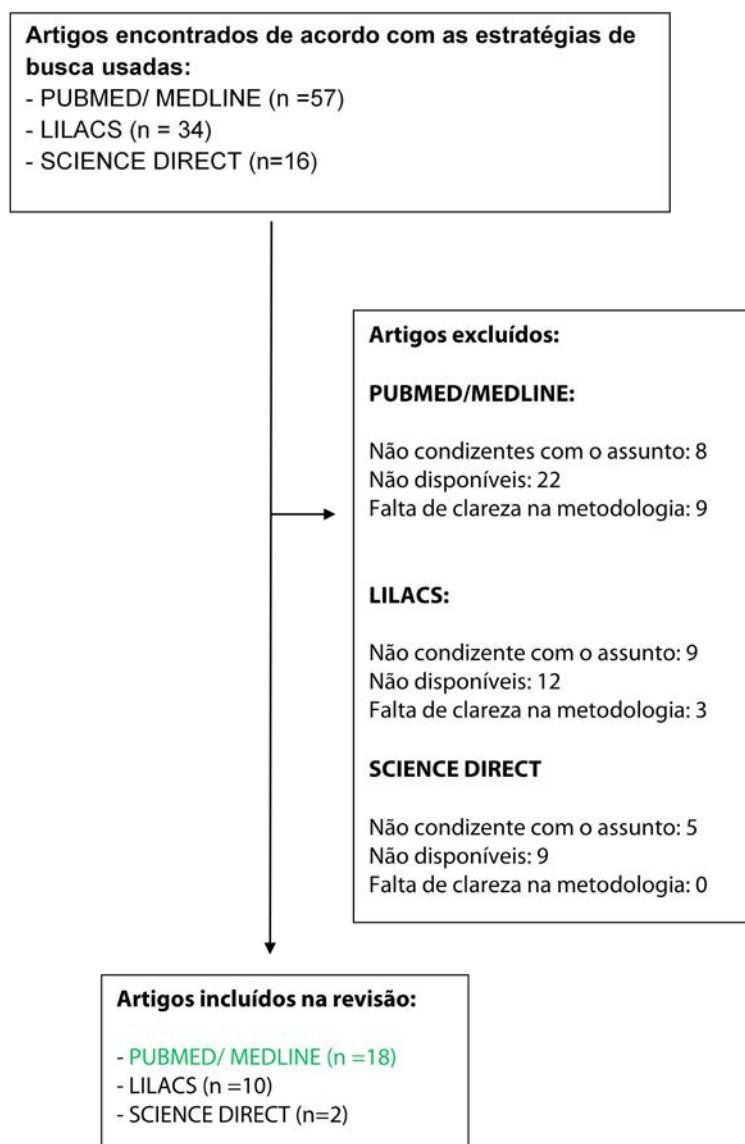 Artigos encontrados de acordo com as estratégias de
busca usadas:
- PUBMED/ MEDLINE (n =57)
- LILACS (n = 34)
- SCIENCE DIRECT (n=16)
Artigos excluídos:
PUBMED/MEDLINE:
Não condizentes com o assunto: 8
Não disponíveis: 22
Falta de clareza na metodologia: 9
LILACS:
Não condizente com o assunto: 9
Não disponíveis: 12
Falta de clareza na metodologia: 3
SCIENCE DIRECT
Não condizente com o assunto: 5
Não disponíveis: 9
Falta de clareza na metodologia: 0
Artigos incluídos na revisão:
- PUBMED/ MEDLINE (n =18)
- LILACS (n =10)
- SCIENCE DIRECT (n=2)